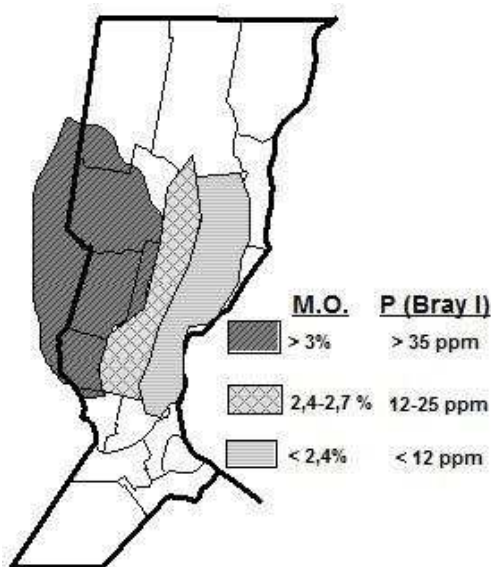 M.O. P (Bray I)
> 3% > 35 ppm
2,4-2,7 % 12-25 ppm
< 2,4% < 12 ppm